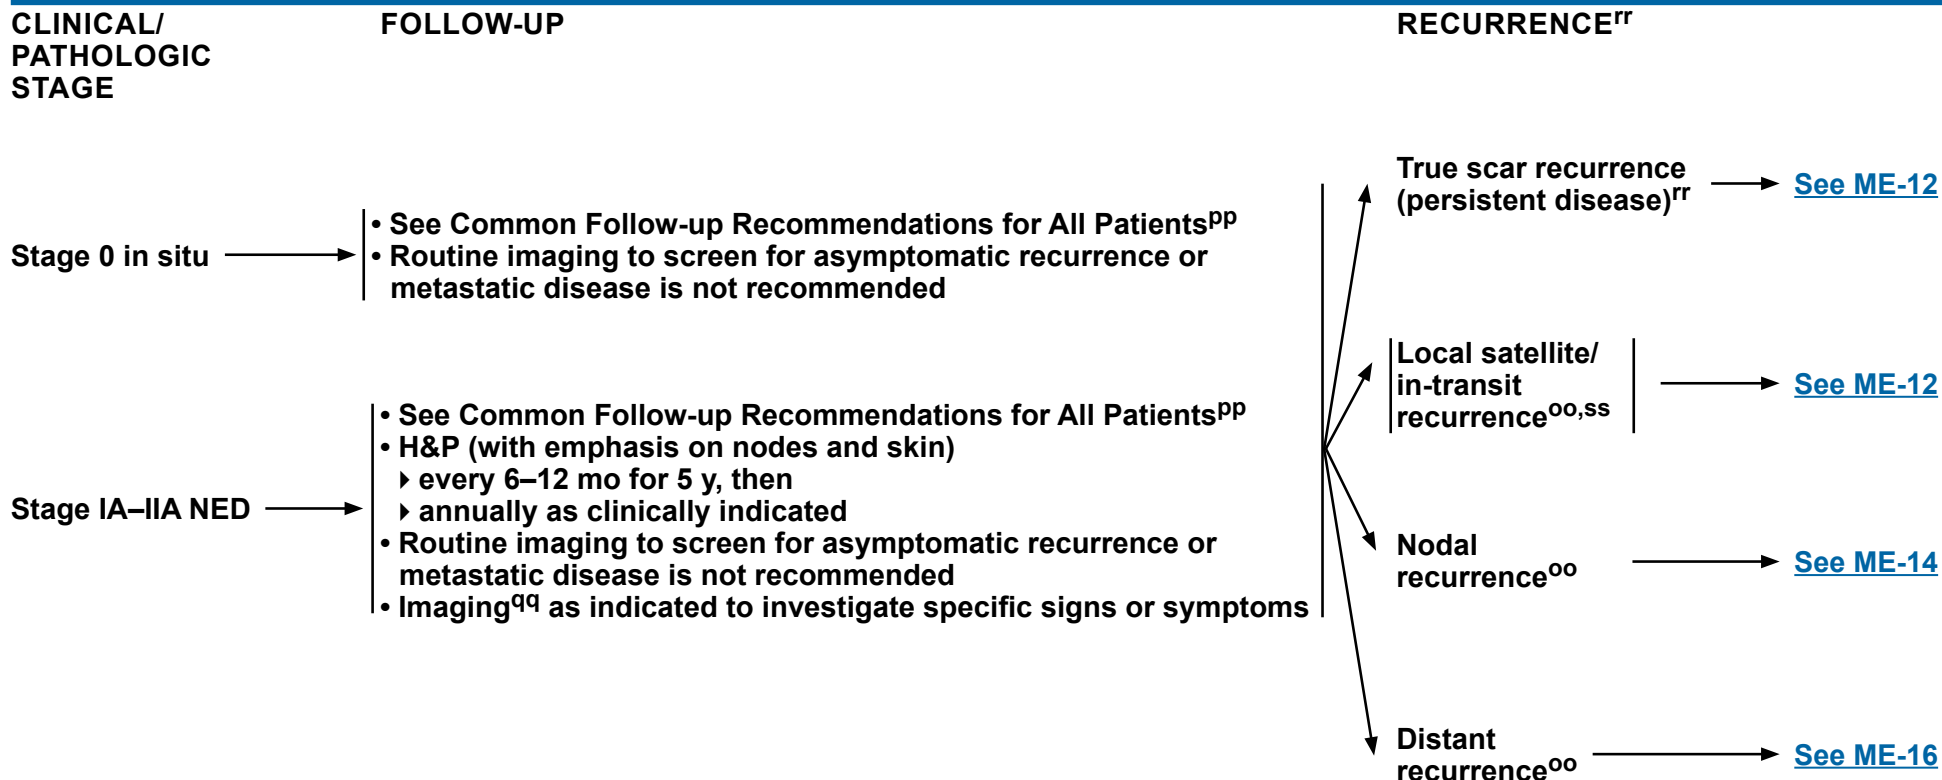 CLINICAL/
PATHOLOGIC
STAGE
FOLLOW-UP
RECURRENCErr
Stage 0 in situ
• See Common Follow-up Recommendations for All Patientspp
• Routine imaging to screen for asymptomatic recurrence or
metastatic disease is not recommended
Stage IA–IIA NED
• See Common Follow-up Recommendations for All Patientspp
• H&P (with emphasis on nodes and skin)
▸ every 6–12 mo for 5 y, then
▸ annually as clinically indicated
• Routine imaging to screen for asymptomatic recurrence or
metastatic disease is not recommended
• Imagingqq as indicated to investigate specific signs or symptoms
True scar recurrence
(persistent disease)rr
See ME-12
Local satellite/
in-transit
recurrenceoo,ss
See ME-12
Nodal
recurrenceoo
See ME-14
Distant
recurrenceoo
See ME-16